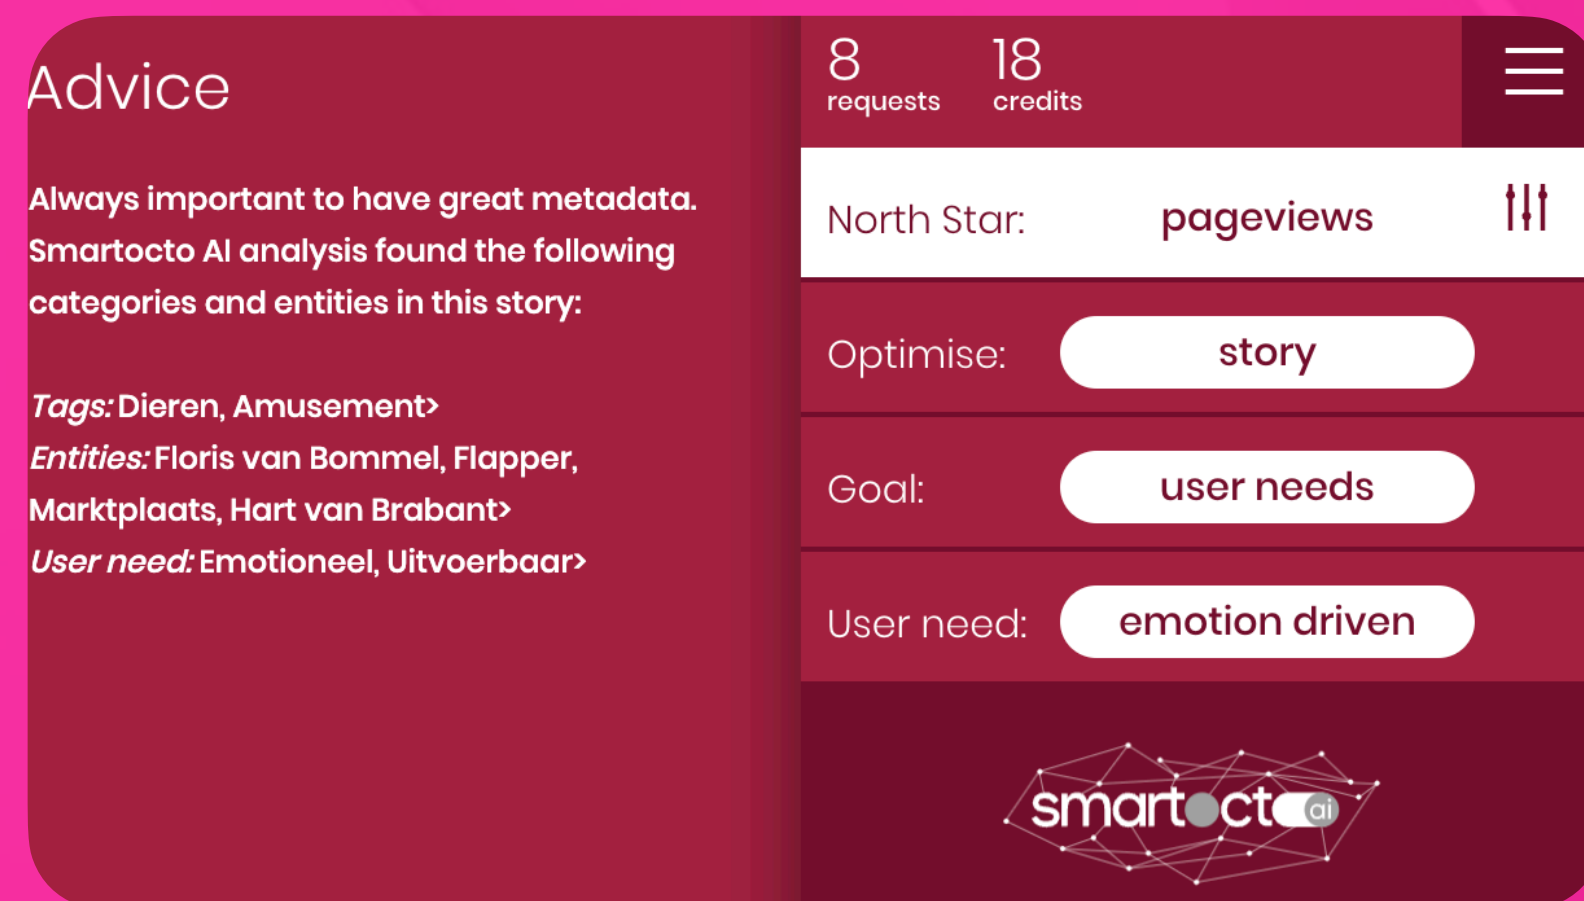 Advice
Always important to have great metadata.
Smartocto AI analysis found the following
categories and entities in this story:
Tags: Dieren, Amusement>
Entities: Floris van Bommel, Flapper,
Marktplaats, Hart van Brabant>
User need: Emotioneel, Uitvoerbaar>
8 requests
18 credits
North Star: pageviews
Optimise: story
Goal: user needs
User need: emotion driven
smartocto ai